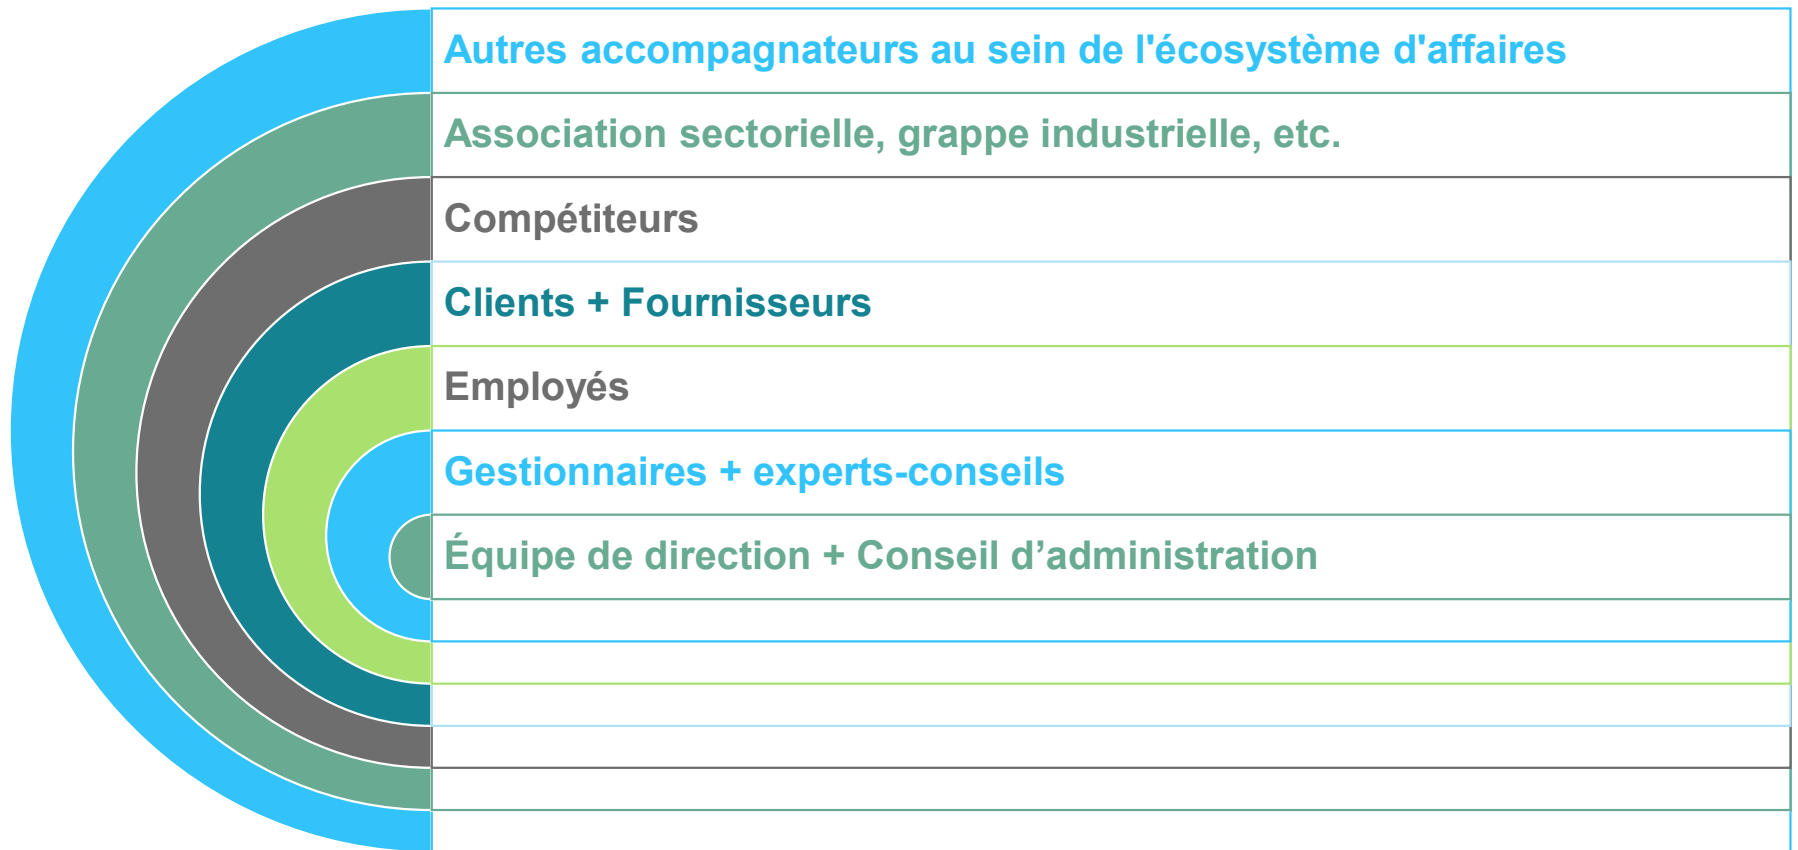 Autres accompagnateurs au sein de l'écosystème d'affaires
Association sectorielle, grappe industrielle, etc.
Compétiteurs
Clients + Fournisseurs
Employés
Gestionnaires + experts-conseils
Équipe de direction + Conseil d’administration